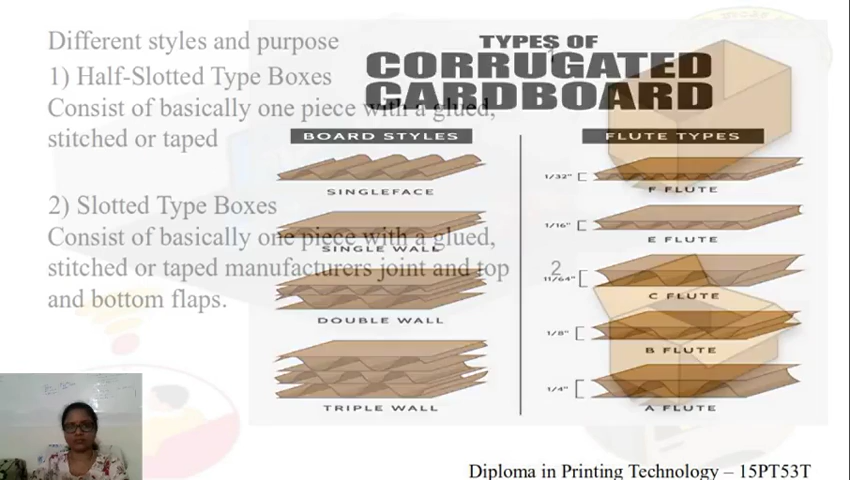 Different styles and purpose
1) Half-Slotted Type Boxes
Consist of basically one piece with a glued,
stitched or taped
2) Slotted Type Boxes
Consist of basically one piece with a glued,
stitched or taped manufacturers joint and top
and bottom flaps.
1
2
TYPES OF
CORRUGATED
CARDBOARD
BOARD STYLES
SINGLEFACE
SINGLE WALL
DOUBLE WALL
TRIPLE WALL
FLUTE TYPES
1/32"
F FLUTE
1/16"
E FLUTE
11/64"
C FLUTE
1/8"
B FLUTE
1/4"
A FLUTE
Diploma in Printing Technology – 15PT53T